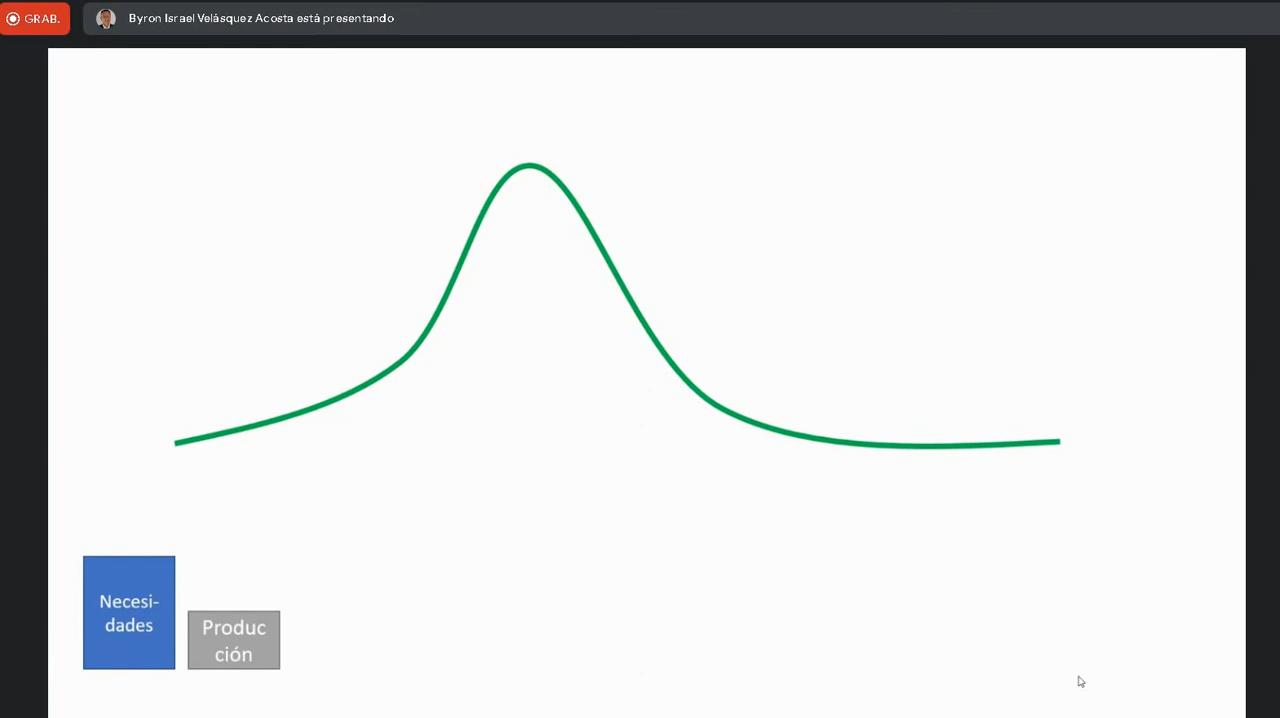 GRAB.
Byron Israel Velásquez Acosta está presentando
Necesi-
dades
Produc
ción